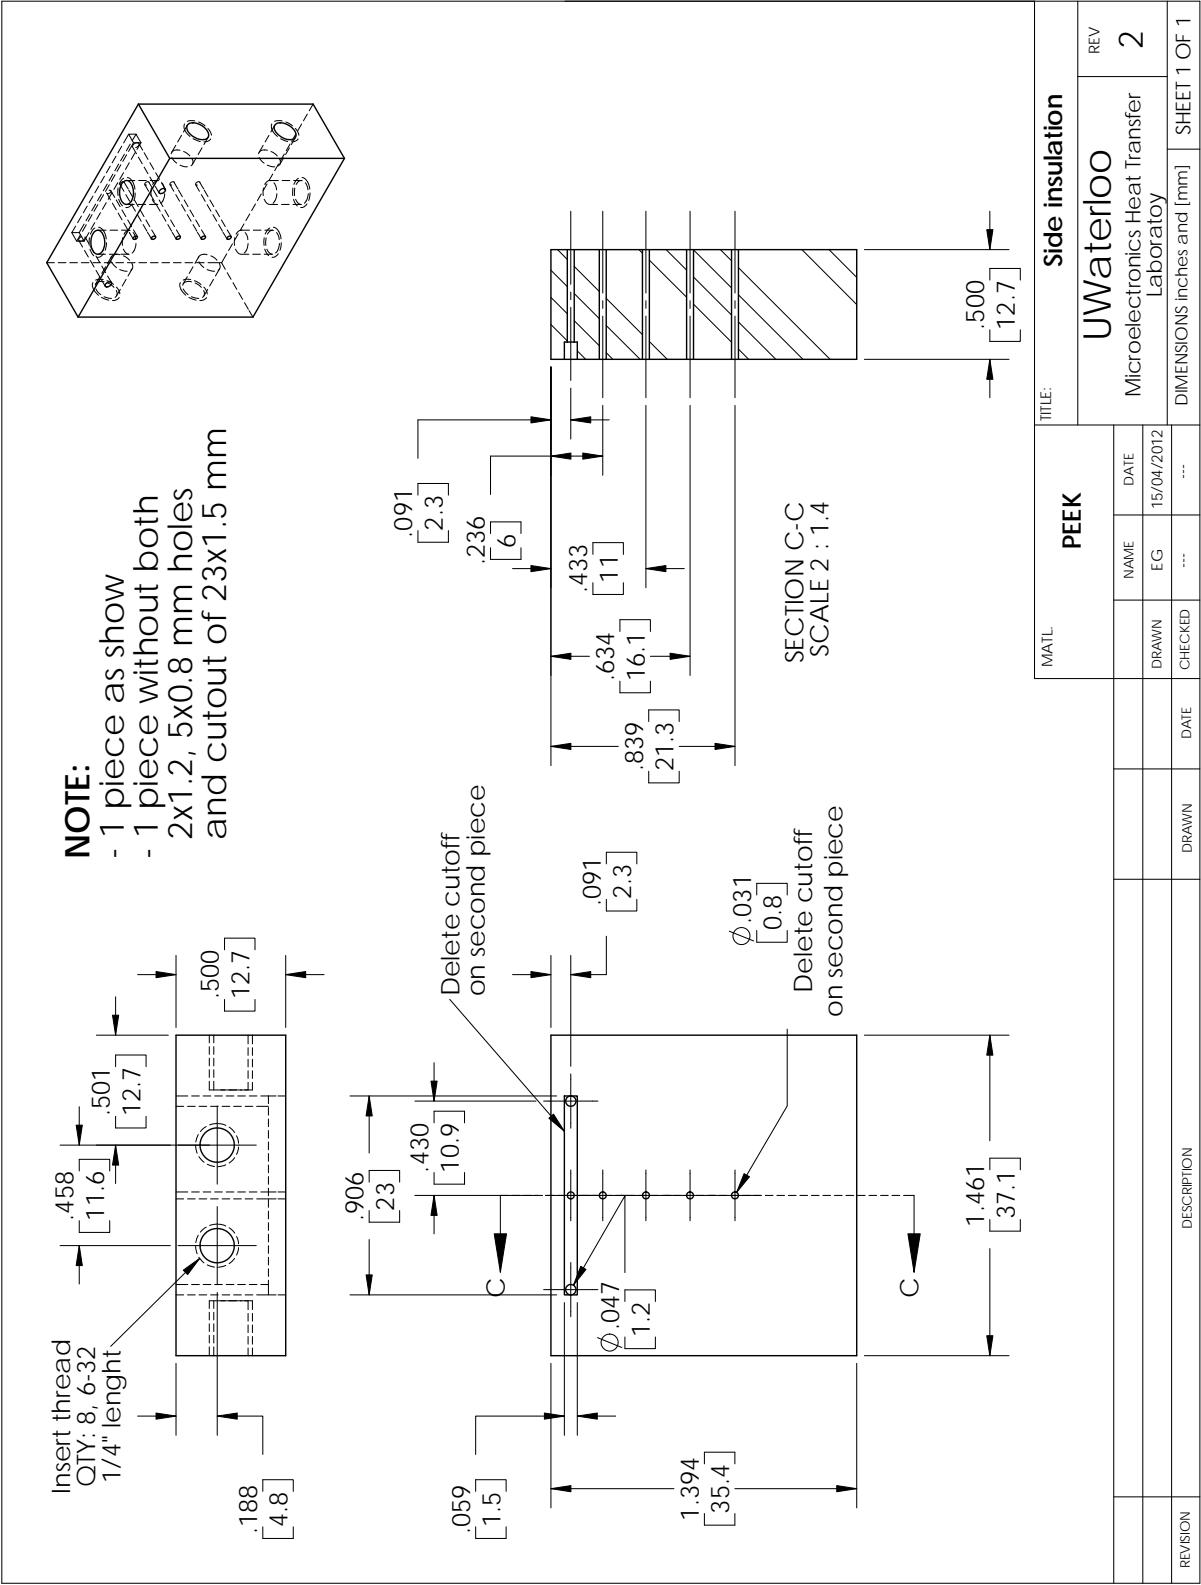 Insert thread
QTY: 8, 6-32
1/4" lenght
.458
[11.6]
.501
[12.7]
.500
[12.7]
.188
[4.8]
NOTE:
- 1 piece as show
- 1 piece without both
2x1.2, 5x0.8 mm holes
and cutout of 23x1.5 mm
.059
[1.5]
.906
[23]
.430
[10.9]
Delete cutoff
on second piece
.091
[2.3]
C
C
Ø.047
[1.2]
Ø.031
[0.8]
Delete cutoff
on second piece
1.394
[35.4]
1.461
[37.1]
.091
[2.3]
.236
[6]
.433
[11]
.634
[16.1]
.839
[21.3]
.500
[12.7]
SECTION C-C
SCALE 2 : 1.4
MATL.
PEEK
TITLE:
Side insulation
UWaterloo
Microelectronics Heat Transfer
Laboratoy
REV
2
NAME
DATE
DRAWN
EG
15/04/2012
CHECKED
---
---
DIMENSIONS inches and [mm]
SHEET 1 OF 1
REVISION
DESCRIPTION
DRAWN
DATE